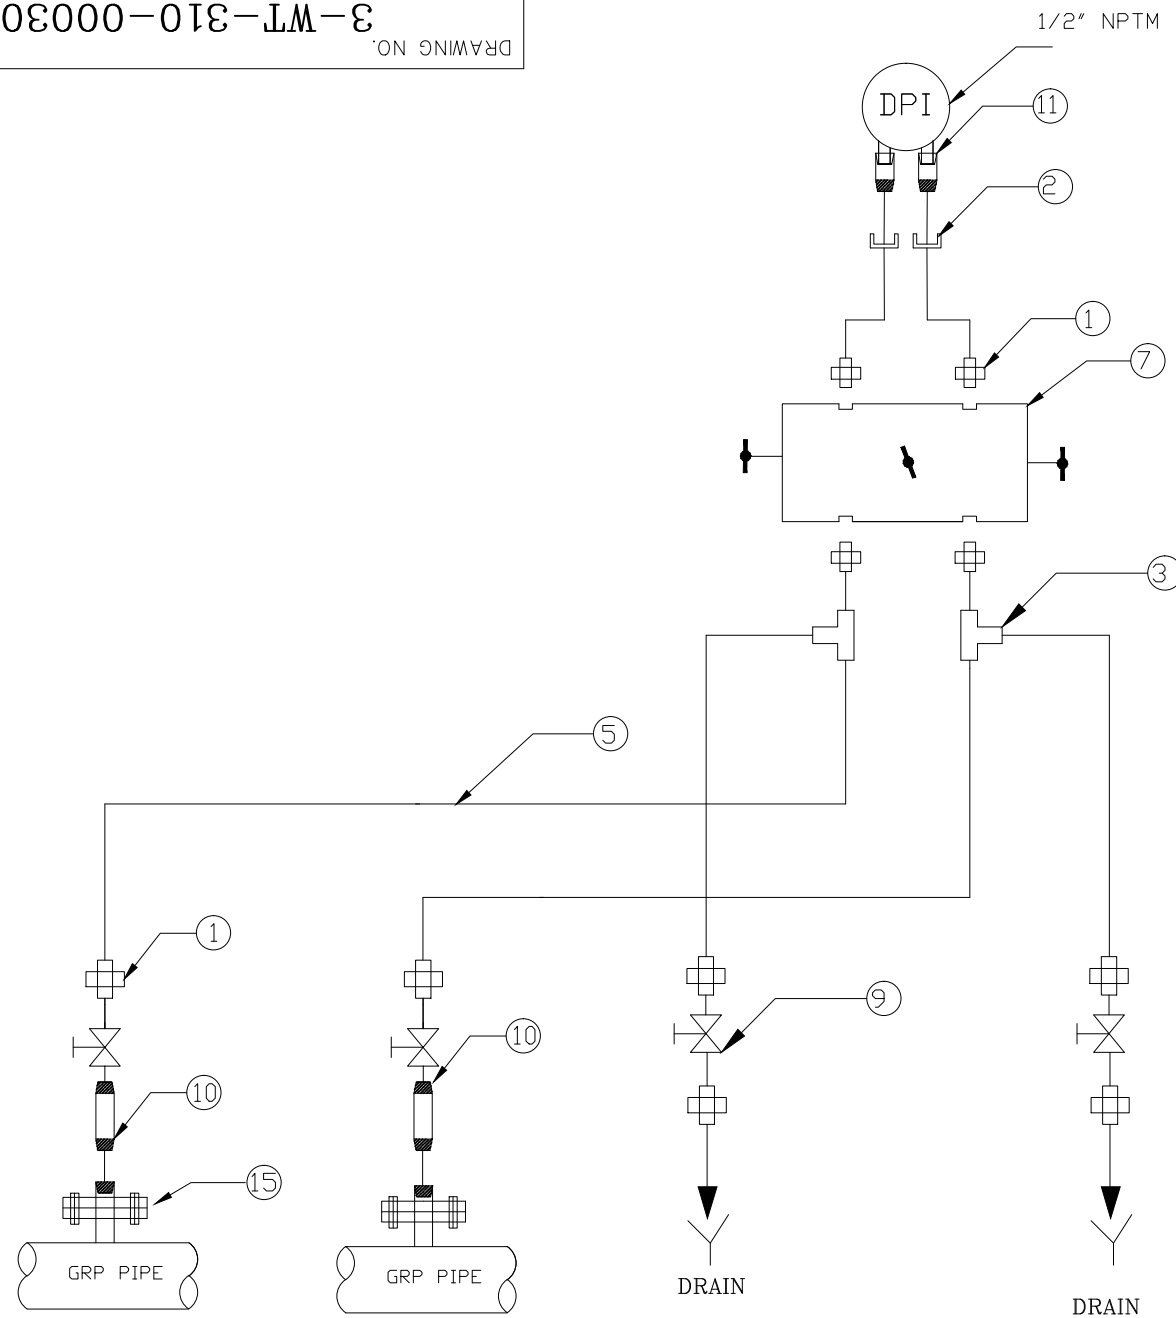 DRAWING NO.
3-WT-310-00030
1/2" NPTM
DPI
11
2
1
7
3
5
1
9
10
10
15
GRP PIPE
GRP PIPE
DRAIN
DRAIN